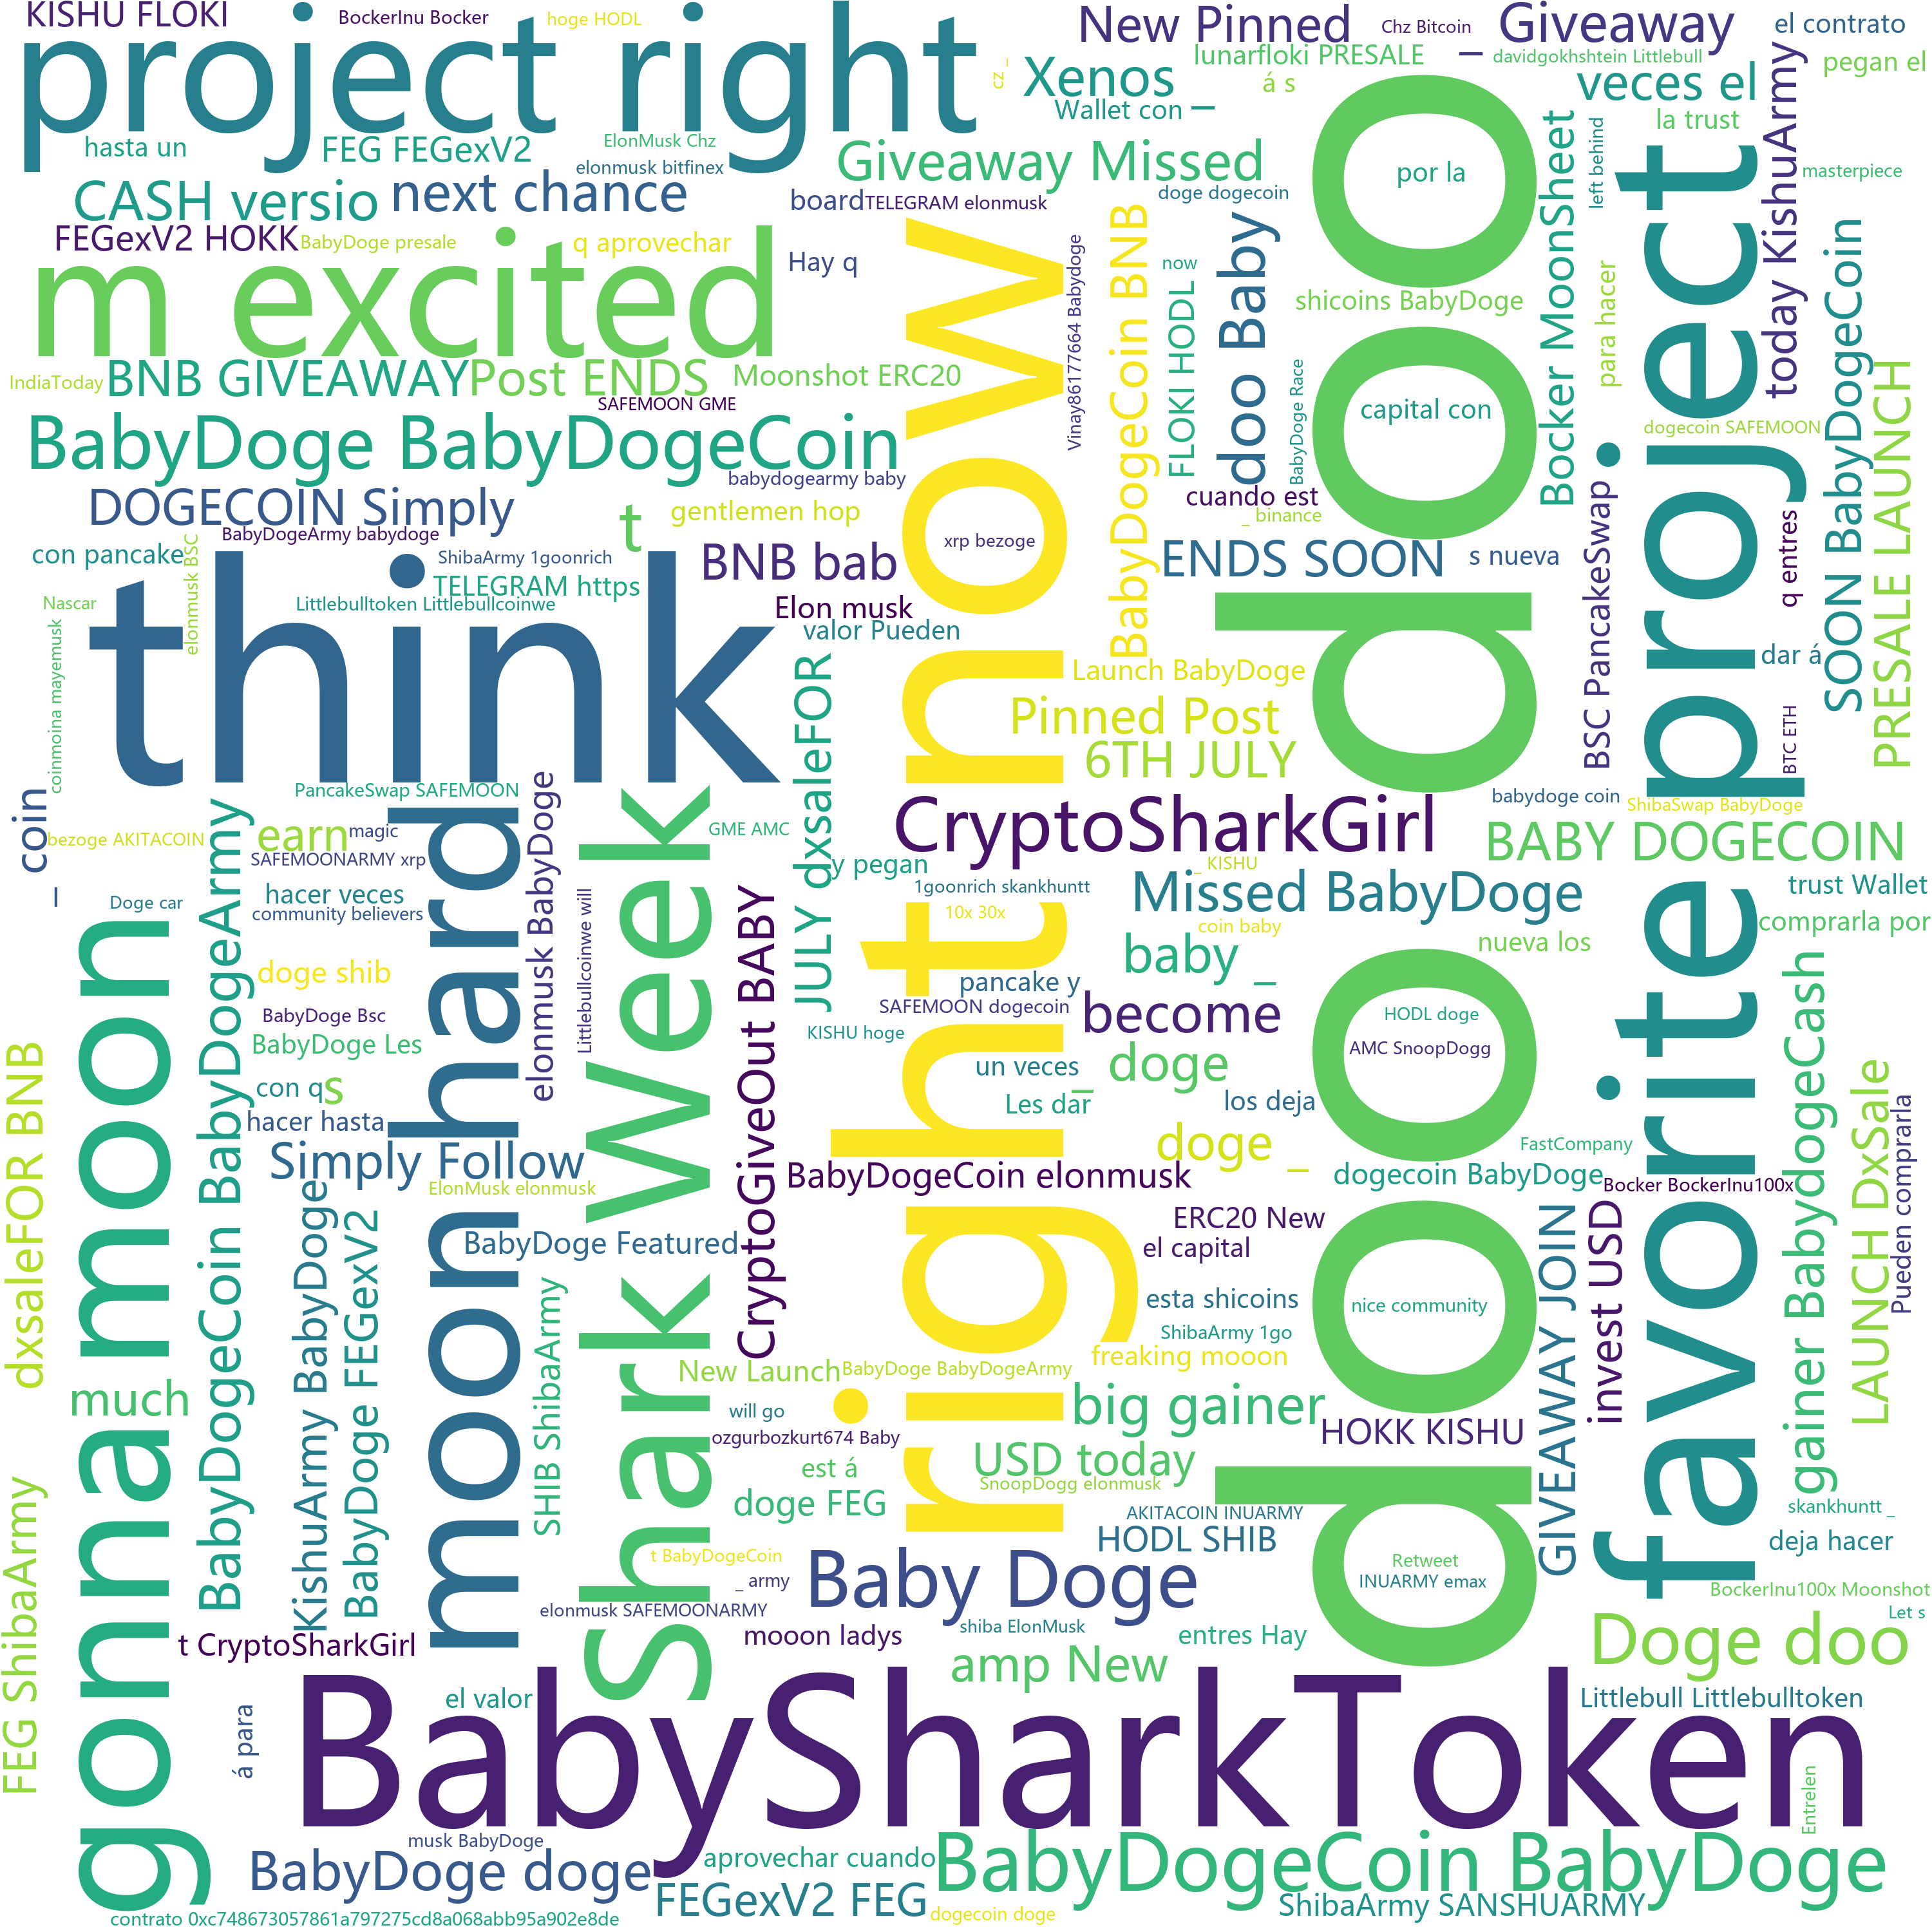 KISHU FLOKI
BockerInu Bocker
hoge HODL
New Pinned
Chz Bitcoin
_ Giveaway
el contrato
project right
lunarfloki PRESALE
davidgokhshtein Littlebull
pegan el
cz _
Xenos
á s
veces el
Wallet con _
la trust
hasta un
FEG FEGexV2
ElonMusk Chz
elonmusk bitfinex
Giveaway Missed
por la
left behind
masterpiece
CASH versio
next chance
board
TELEGRAM elonmusk
doge dogecoin
FEGexV2 HOKK
BabyDoge presale
q aprovechar
Hay q
m excited
Vinay86177664 Babydoge
BabyDogeCoin BNB
now
FLOKI HODL
doo Baby
shicoins BabyDoge
Bocker MoonSheet
para hacer
today KishuArmy
SOON BabyDogeCoin
IndiaToday
BNB GIVEAWAY
Post ENDS
Moonshot ERC20
SAFEMOON GME
BabyDoge Race
capital con
dogecoin SAFEMOON
PRESALE LAUNCH
BabyDoge BabyDogeCoin
babydogearmy baby
cuando est
_ binance
DOGECOIN Simply
t
gentlemen hop
BabyDogeArmy babydoge
xrp bezoge
con pancake
elonmusk BSC
ShibaArmy 1goonrich
BNB bab
ENDS SOON
s nueva
BSC PancakeSwap
q entres
TELEGRAM https
Nascar
Littlebulltoken Littlebullcoinwe
Elon musk
valor Pueden
think
right now
doo doo
favorite project
coinmoina mayemusk
JULY dxsaleFOR
Launch BabyDoge
dar á
Pinned Post
BTC ETH
6TH JULY
PancakeSwap SAFEMOON
_ coin
babydoge coin
ShibaSwap BabyDoge
bezoge AKITACOIN
earn
magic
GME AMC
CryptoSharkGirl
BABY DOGECOIN
SAFEMOONARMY xrp
y pegan
_ KISHU
hacer veces
Doge car
community believers
1goonrich skankhuntt
Missed BabyDoge
trust Wallet
10x 30x
coin baby
comprarla por
gonna moon
BabyDogeCoin BabyDogeArmy
moon hard
elonmusk BabyDoge
Littlebullcoinwe will
shark Week
CryptoGiveOut BABY
baby _
nueva los
doge shib
pancake y
SAFEMOON dogecoin
become
HODL doge
BabyDoge Bsc
BabyDoge Les
KISHU hoge
AMC SnoopDogg
un veces
_ doge
con q
s
Les dar
los deja
gainer BabydogeCash
hacer hasta
LAUNCH DxSale
Pueden comprarla
dxsaleFOR BNB
Simply Follow
doge _
FastCompany
BabyDogeCoin elonmusk
dogecoin BabyDoge
Bocker BockerInu100x
ElonMusk elonmusk
KishuArmy BabyDoge
BabyDoge FEGexV2
ERC20 New
BabyDoge Featured
el capital
GIVEAWAY JOIN
invest USD
SHIB ShibaArmy
esta shicoins
nice community
ShibaArmy 1go
freaking mooon
New Launch
BabyDoge BabyDogeArmy
much
will go
big gainer
HOKK KISHU
ozgurbozkurt674 Baby
est á
USD today
SnoopDogg elonmusk
doge FEG
skankhuntt _
AKITACOIN INUARMY
FEG ShibaArmy
HODL SHIB
deja hacer
t BabyDogeCoin
_ army
Baby Doge
Retweet
INUARMY emax
BockerInu100x Moonshot
elonmusk SAFEMOONARMY
Let s
t CryptoSharkGirl
mooon ladys
shiba ElonMusk
entres Hay
Doge doo
amp New
el valor
Littlebull Littlebulltoken
á para
BabySharkToken
Entrelen
musk BabyDoge
BabyDoge doge
aprovechar cuando
BabyDogeCoin BabyDoge
FEGexV2 FEG
dogecoin doge
ShibaArmy SANSHUARMY
contrato 0xc748673057861a797275cd8a068abb95a902e8de